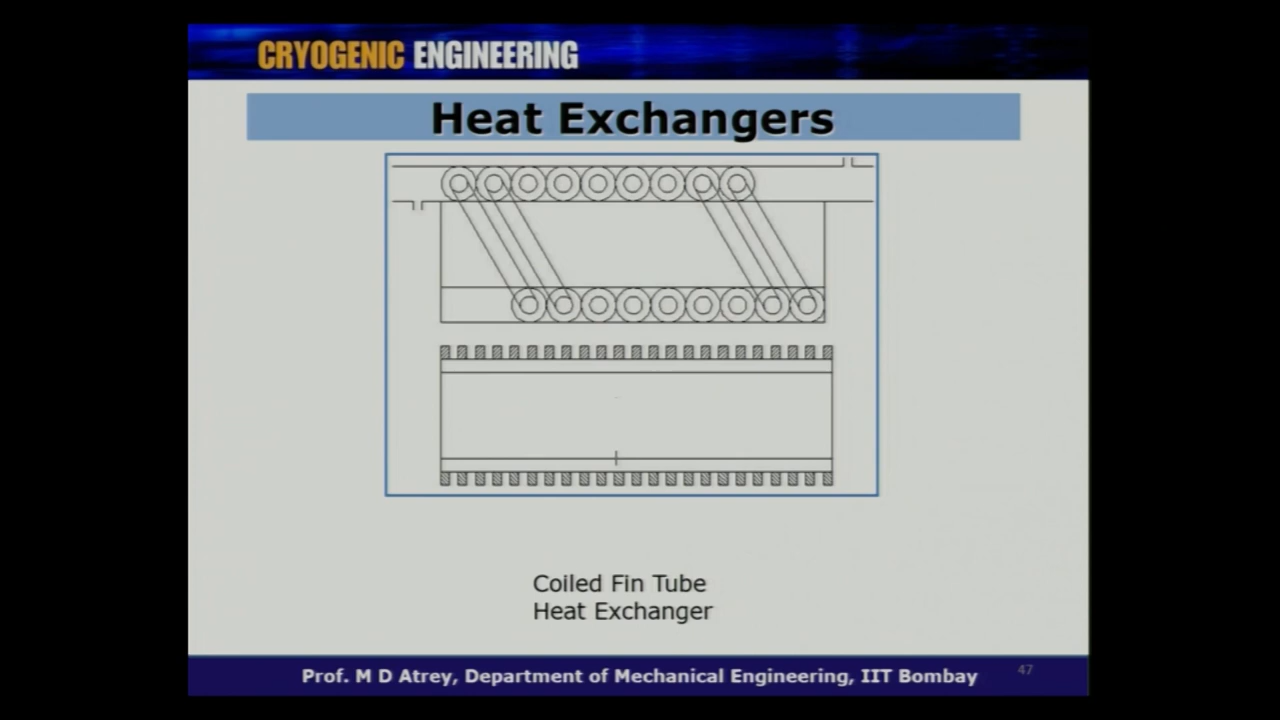 CRYOGENIC ENGINEERING
Heat Exchangers
Coiled Fin Tube
Heat Exchanger
Prof. M D Atrey, Department of Mechanical Engineering, IIT Bombay
47